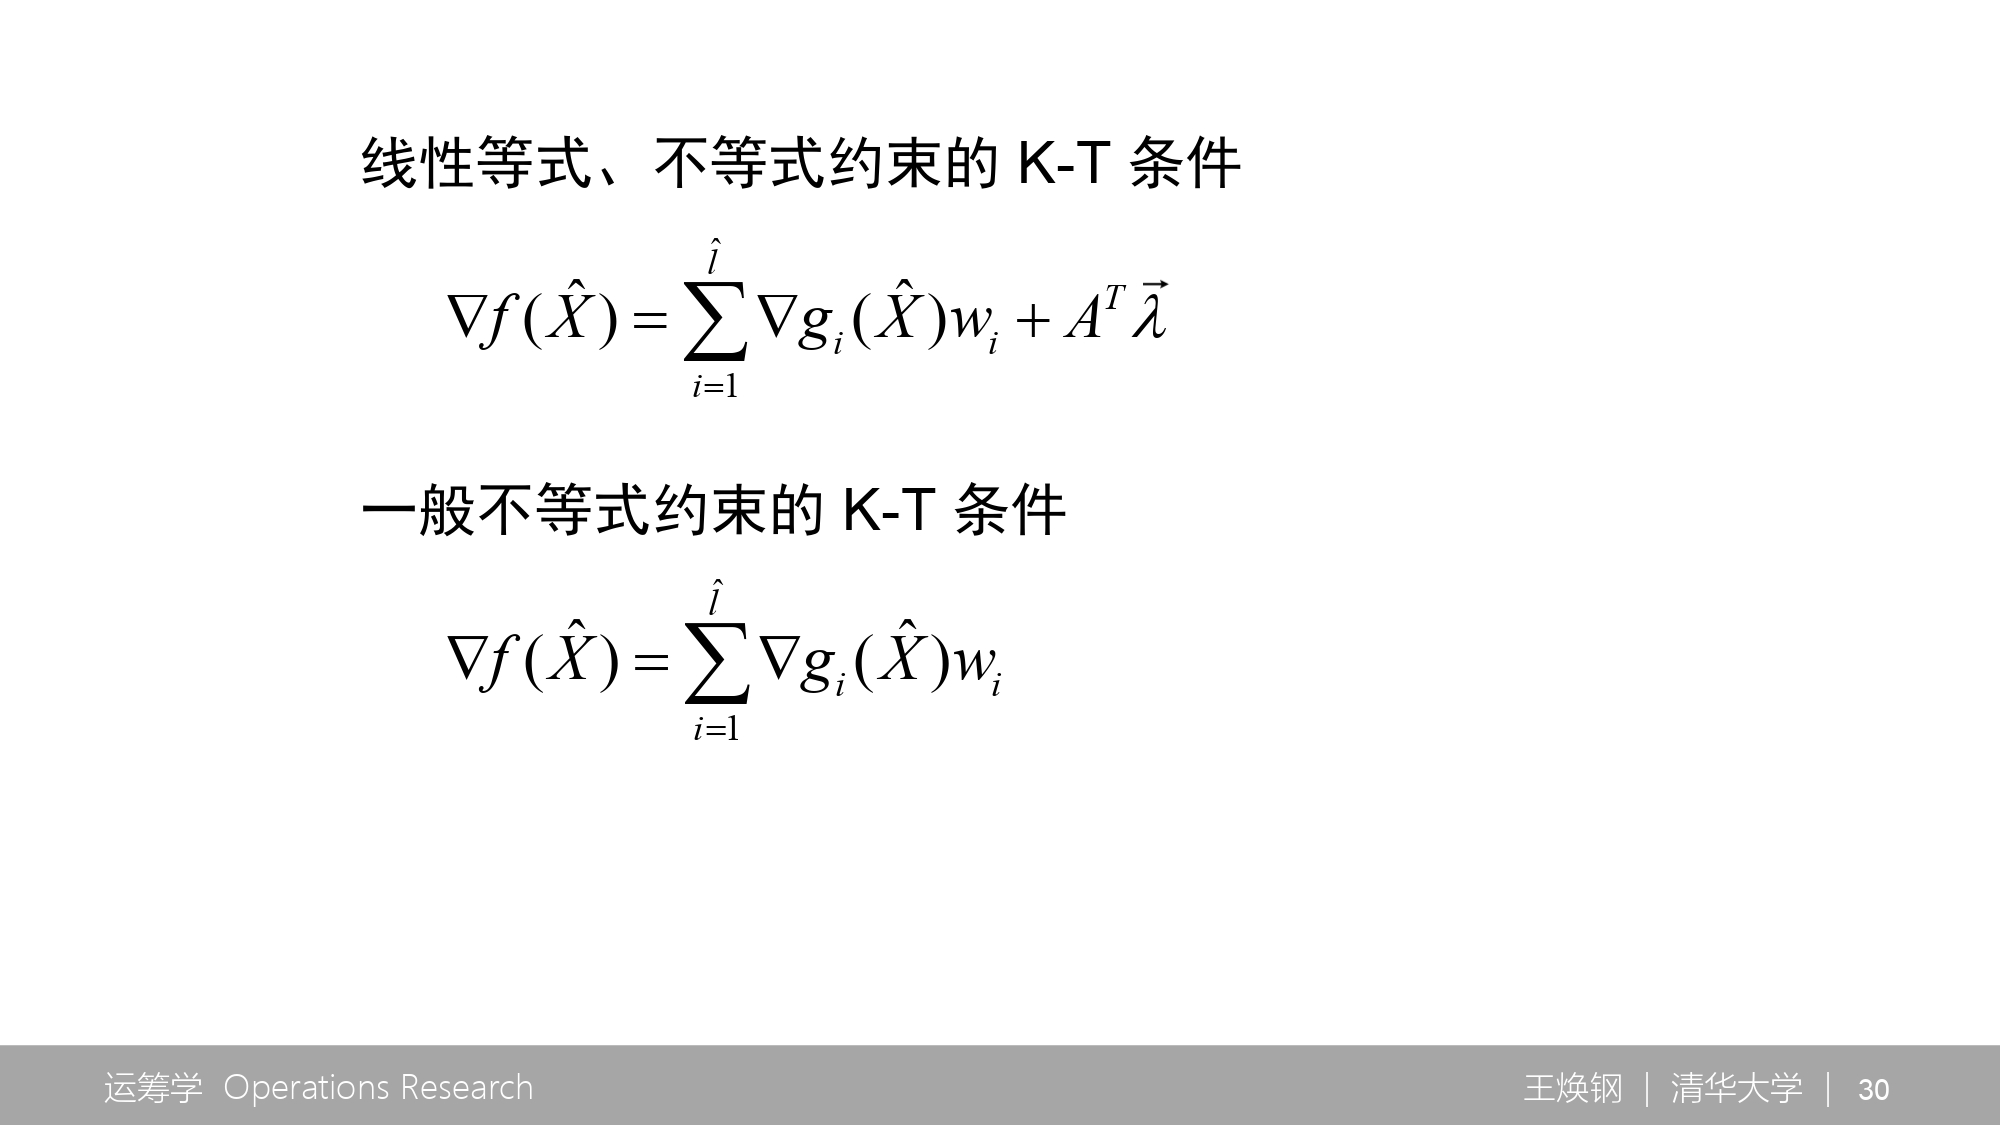 线性等式、不等式约束的 K-T 条件
$\nabla f(\hat{X}) = \sum_{i=1}^{\hat{l}} \nabla g_i(\hat{X}) w_i + A^T \vec{\lambda}$
一般不等式约束的 K-T 条件
$\nabla f(\hat{X}) = \sum_{i=1}^{\hat{l}} \nabla g_i(\hat{X}) w_i$
运筹学 Operations Research
王焕钢 | 清华大学 | 30